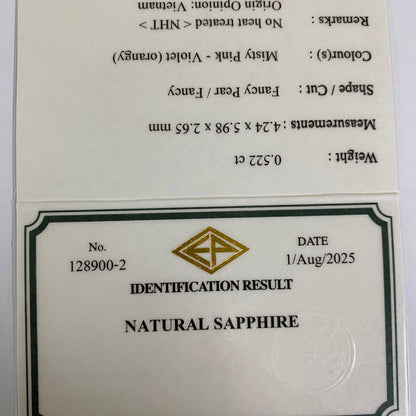 Weight : 0.522 ct
Measurements : 4.24 x 5.98 x 2.65 mm
Shape / Cut : Fancy Pear / Fancy
Colour(s) : Misty Pink - Violet (orangy)
Remarks : No heat treated < NHT >
Origin Opinion: Vietnam
EP
No. DATE
128900-2 1/Aug/2025
IDENTIFICATION RESULT
NATURAL SAPPHIRE